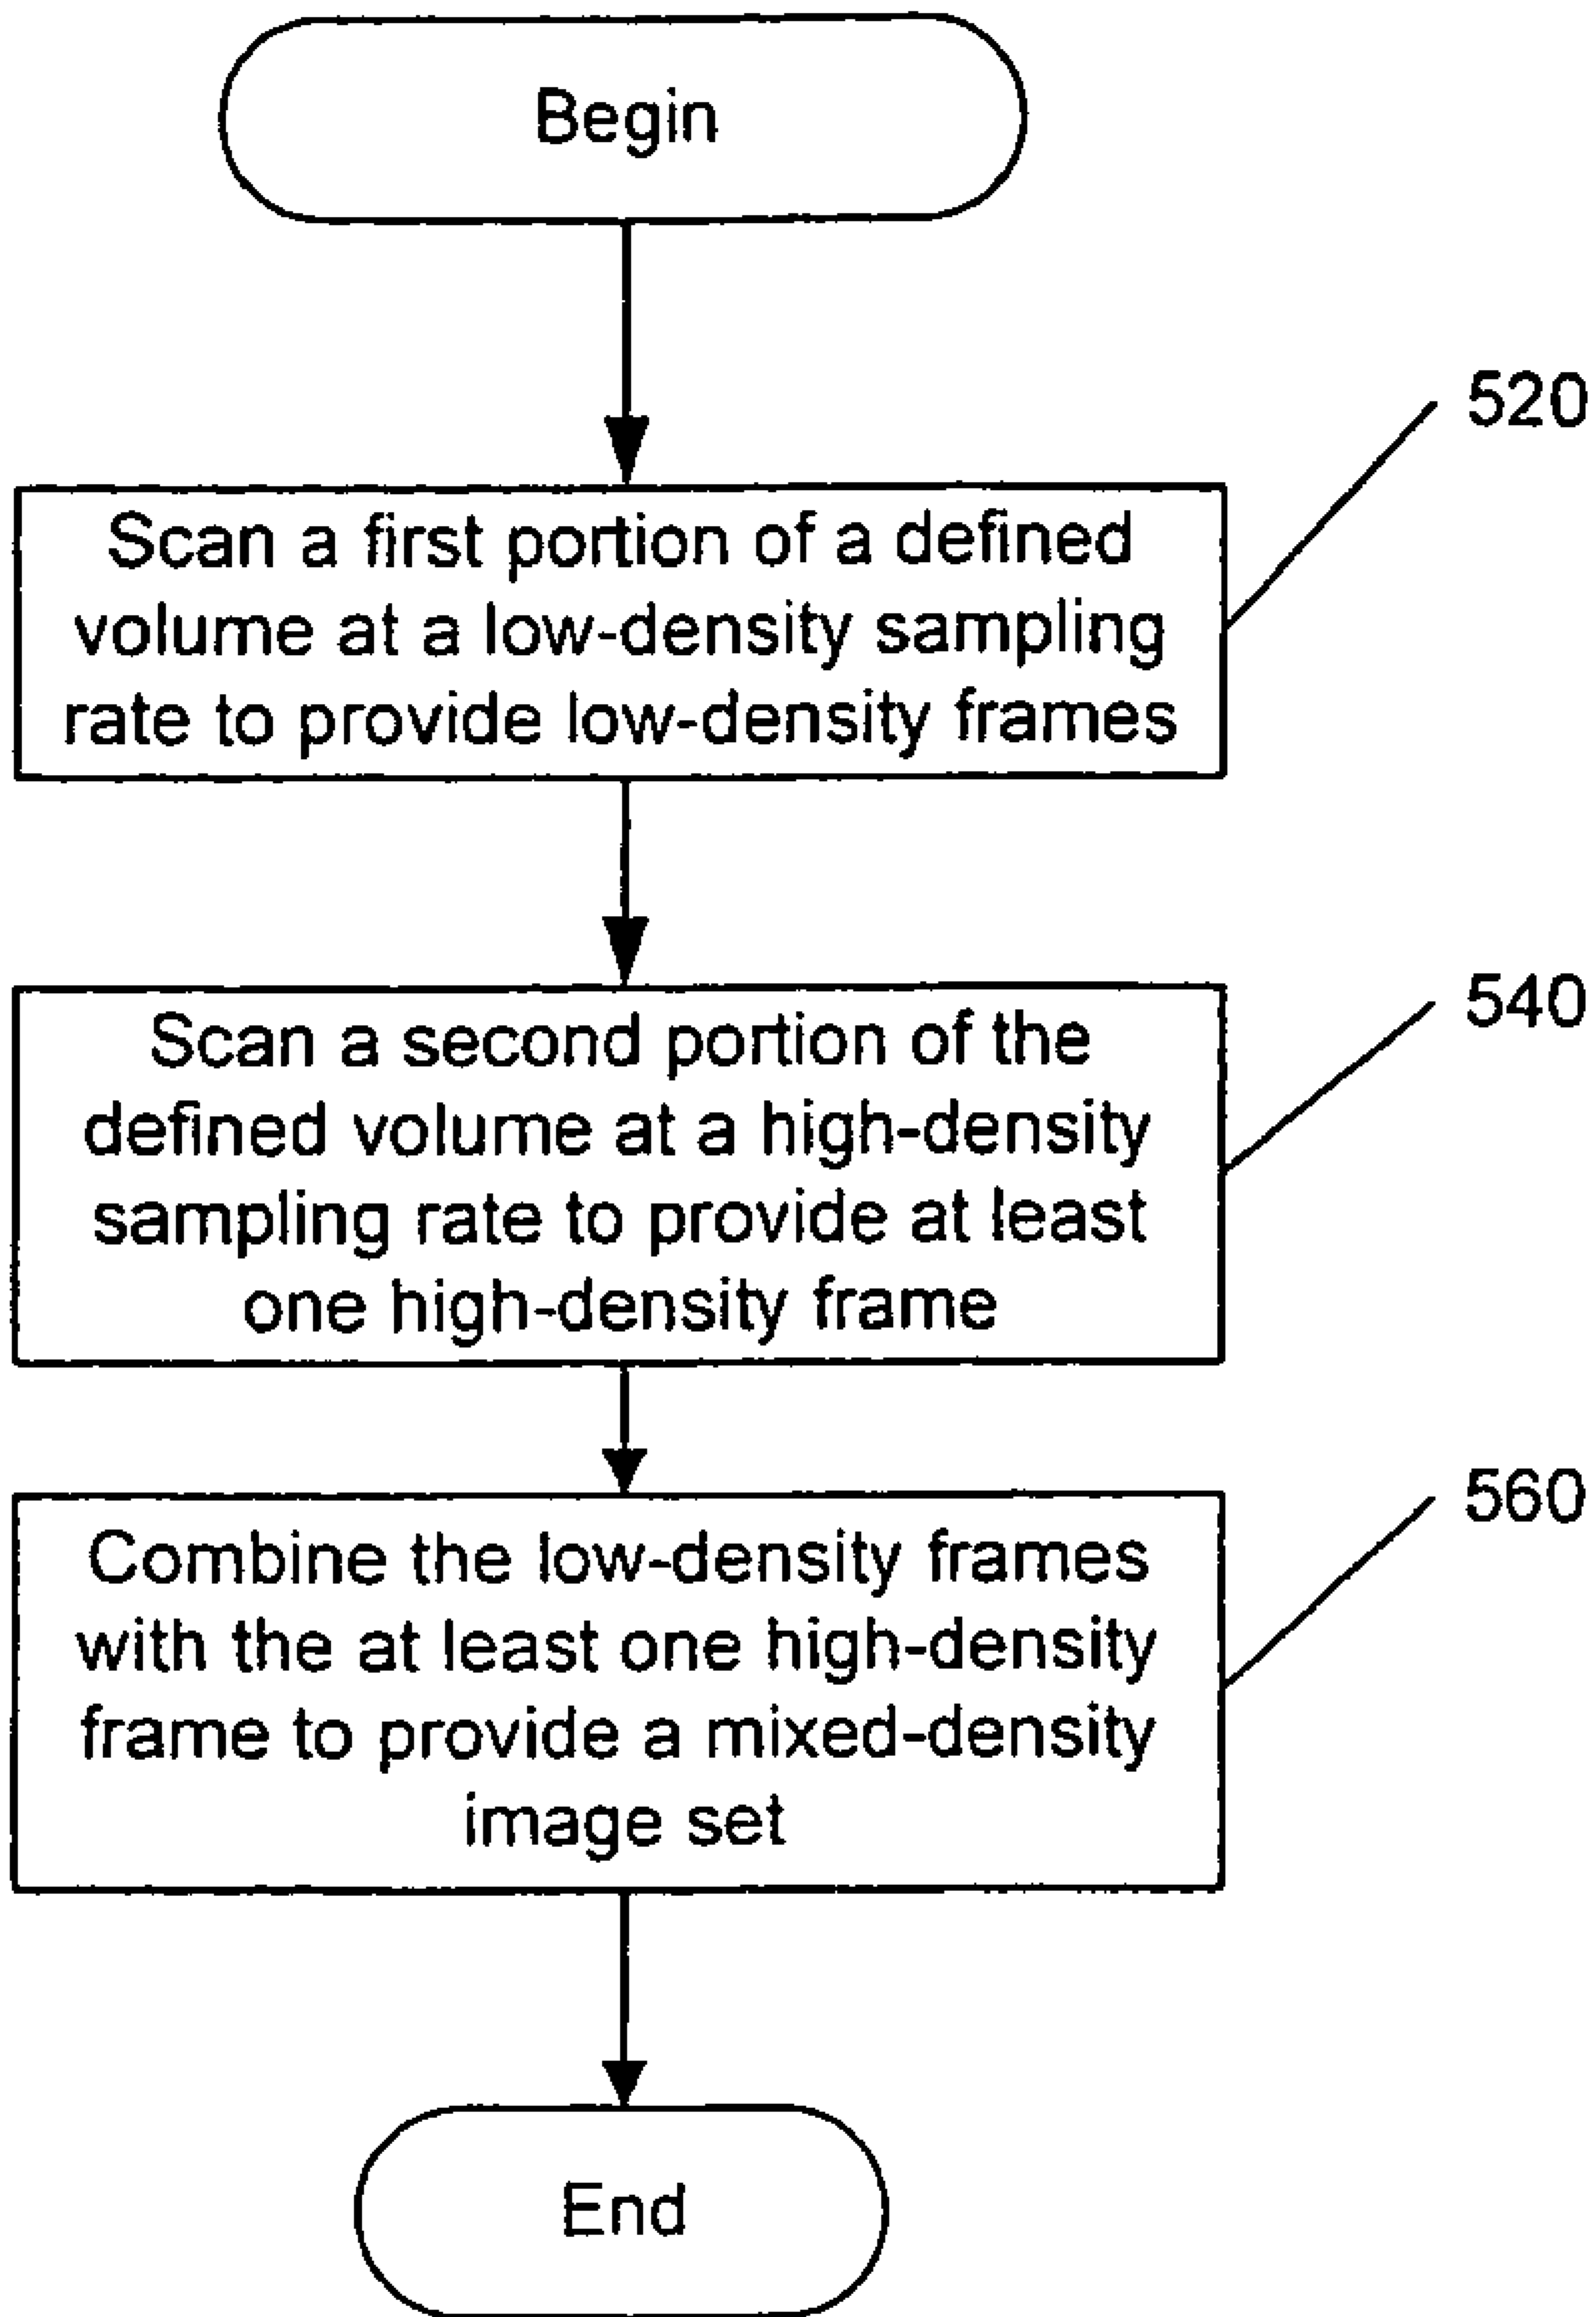 Begin
520
Scan a first portion of a defined
volume at a low-density sampling
rate to provide low-density frames
540
Scan a second portion of the
defined volume at a high-density
sampling rate to provide at least
one high-density frame
560
Combine the low-density frames
with the at least one high-density
frame to provide a mixed-density
image set
End